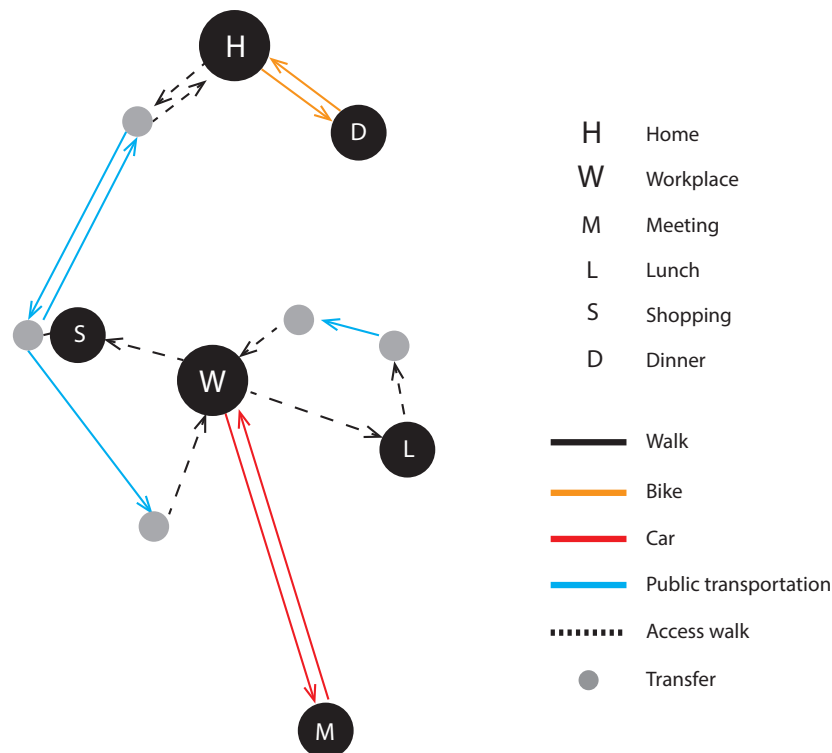 H
D
S
W
L
M
H Home
W Workplace
M Meeting
L Lunch
S Shopping
D Dinner
Walk
Bike
Car
Public transportation
Access walk
Transfer